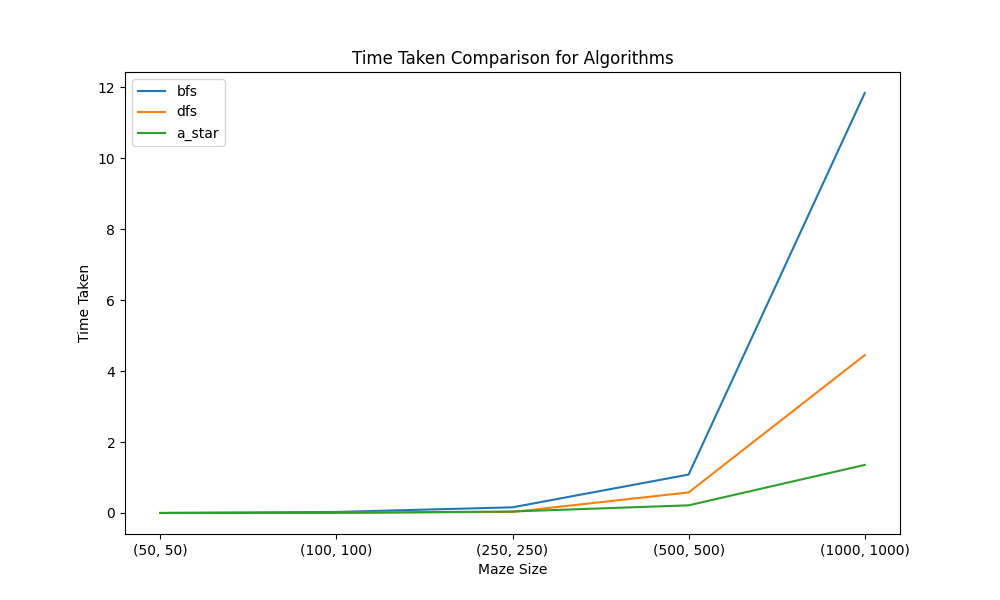 Time Taken Comparison for Algorithms
bfs
dfs
a_star
12
10
8
6
4
2
0
Time Taken
(50, 50)
(100, 100)
(250, 250)
(500, 500)
(1000, 1000)
Maze Size